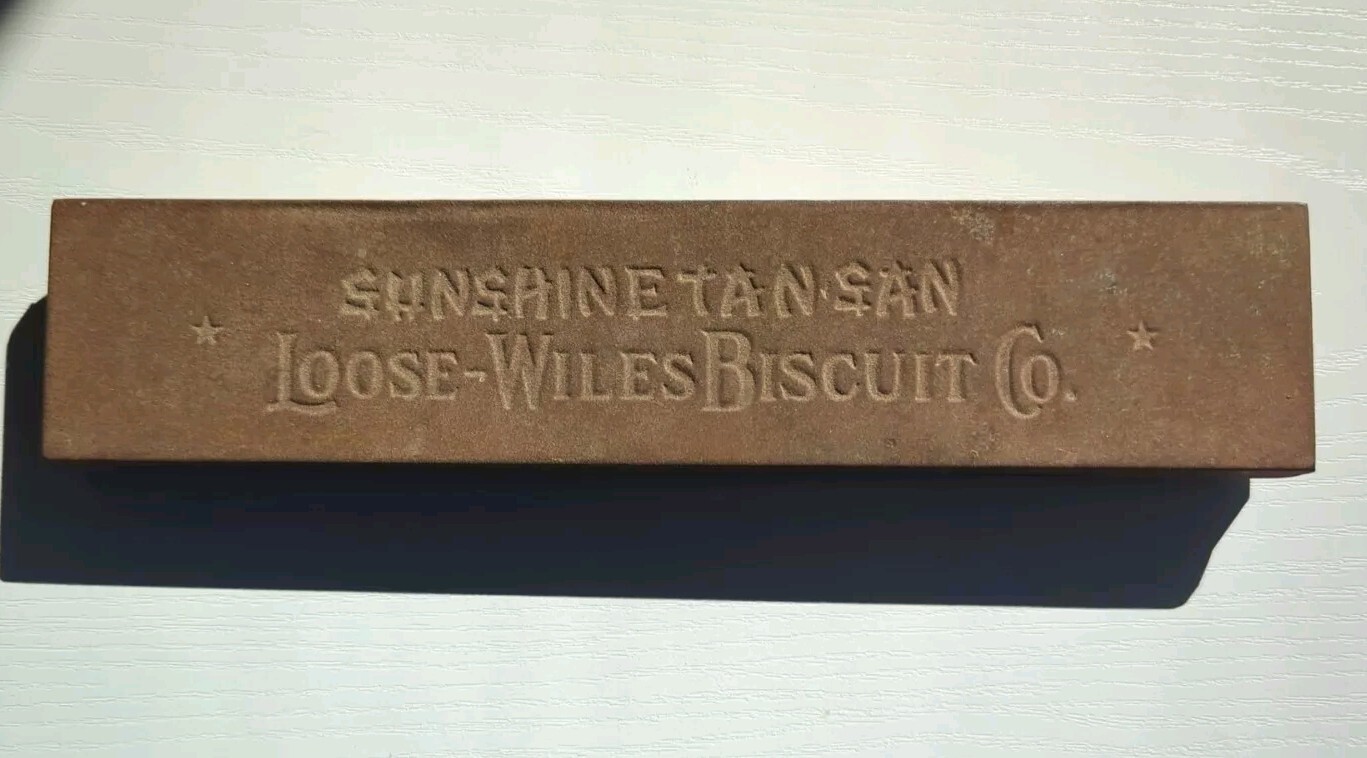 SUNSHINE TAN·SAN
★ LOOSE-WILES BISCUIT CO. ★